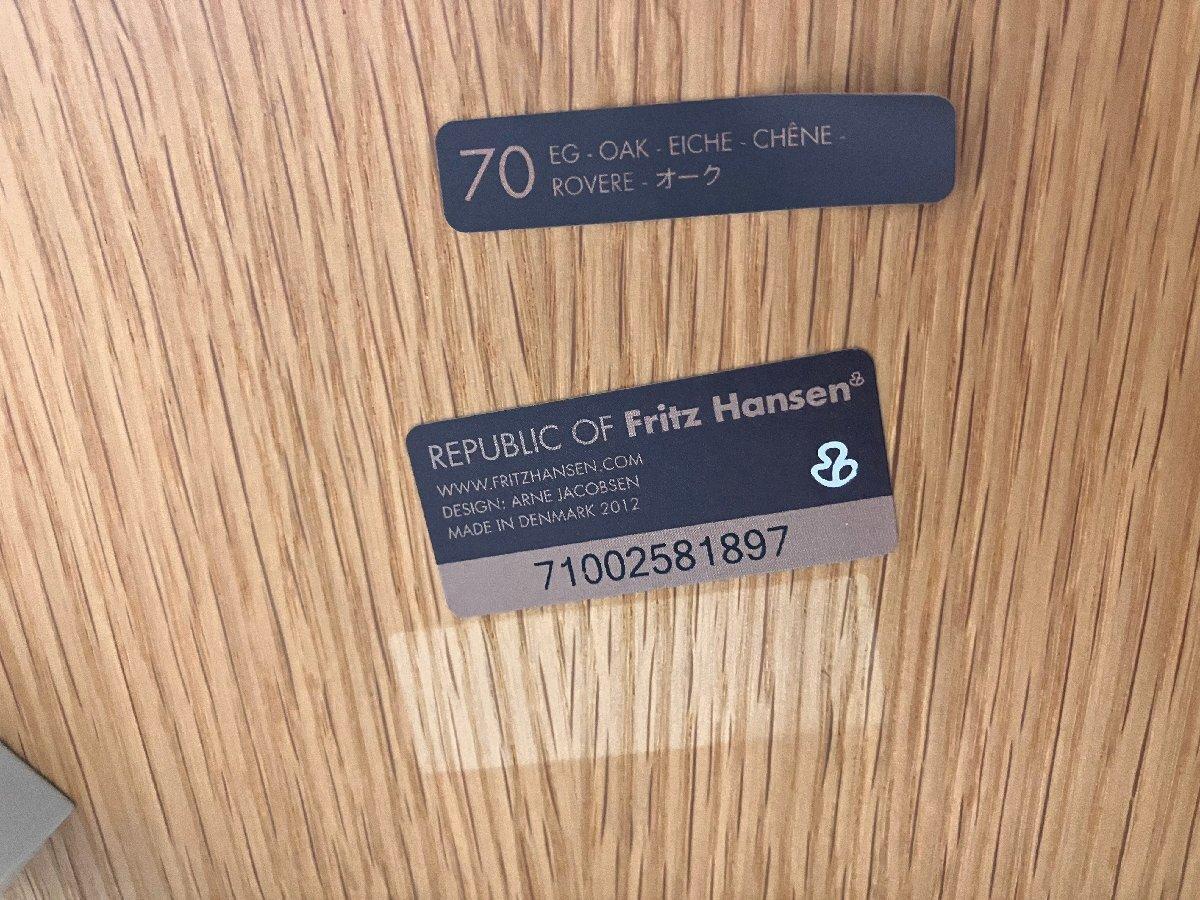 70 EG - OAK - EICHE - CHÊNE -
ROVERE - オーク
REPUBLIC OF Fritz Hansen
WWW.FRITZHANSEN.COM
DESIGN: ARNE JACOBSEN
MADE IN DENMARK 2012
71002581897